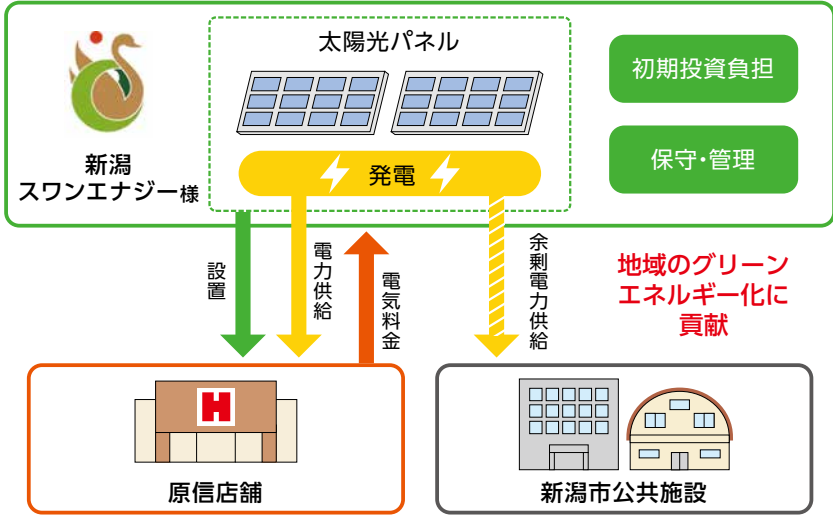 太陽光パネル
初期投資負担
保守・管理
新潟
スワンエナジー様
発電
設置
電力供給
電気料金
余剰電力供給
地域のグリーン
エネルギー化に
貢献
H
原信店舗
新潟市公共施設